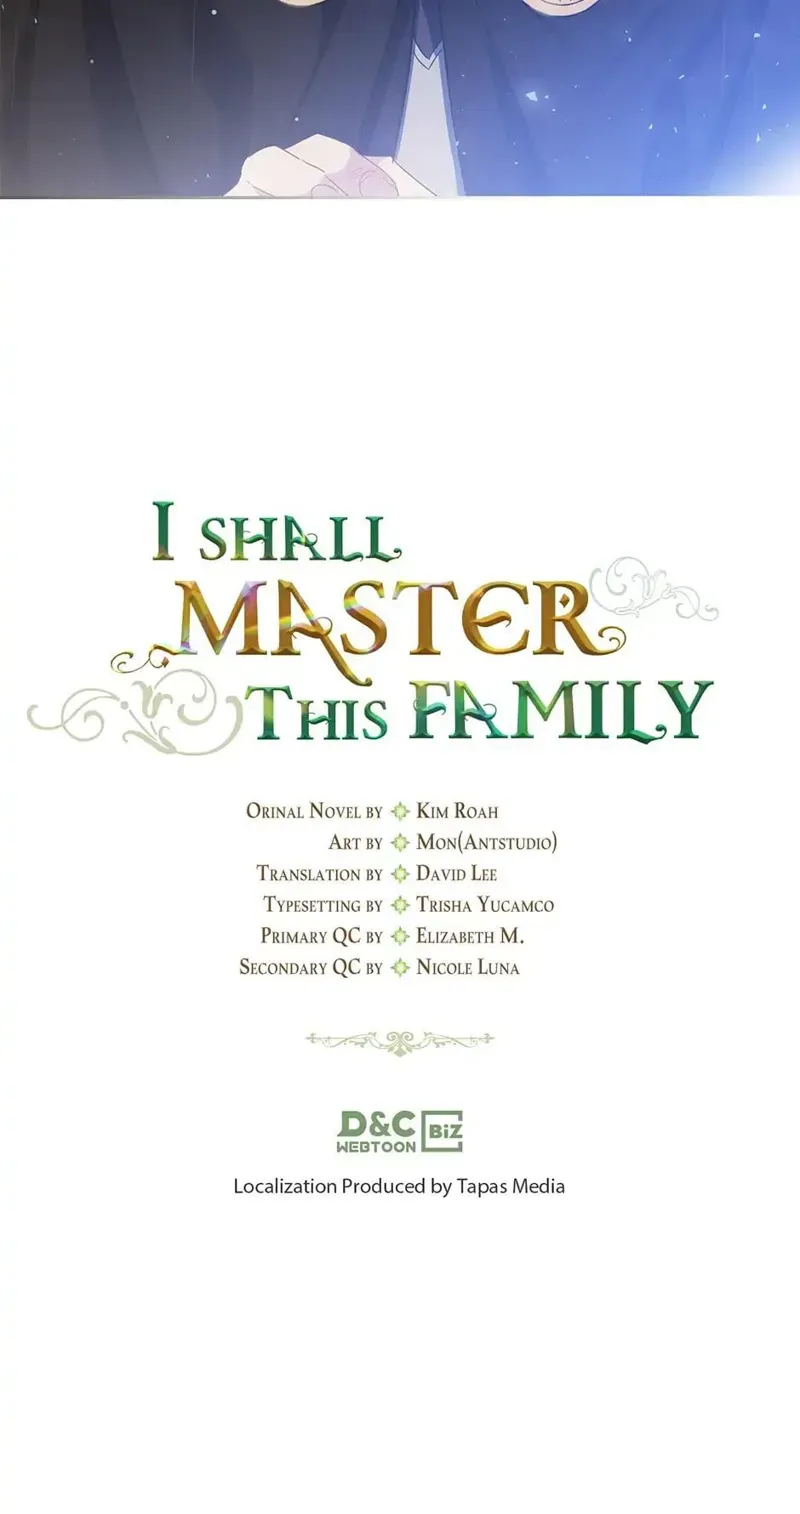 I SHALL
MASTER
THIS FAMILY
ORINAL NOVEL BY KIM ROAH
ART BY MON(ANTSTUDIO)
TRANSLATION BY DAVID LEE
TYPESETTING BY TRISHA YUCAMCO
PRIMARY QC BY ELIZABETH M.
SECONDARY QC BY NICOLE LUNA
D&C BiZ
WEBTOON
Localization Produced by Tapas Media